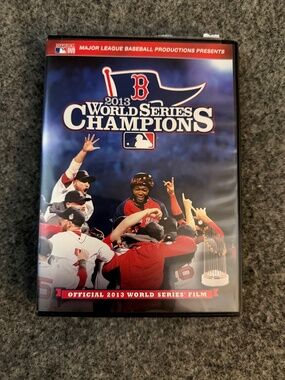 MAJOR LEAGUE BASEBALL PRODUCTIONS PRESENTS
B
2013
WORLD SERIES
CHAMPIONS
OFFICIAL 2013 WORLD SERIES FILM